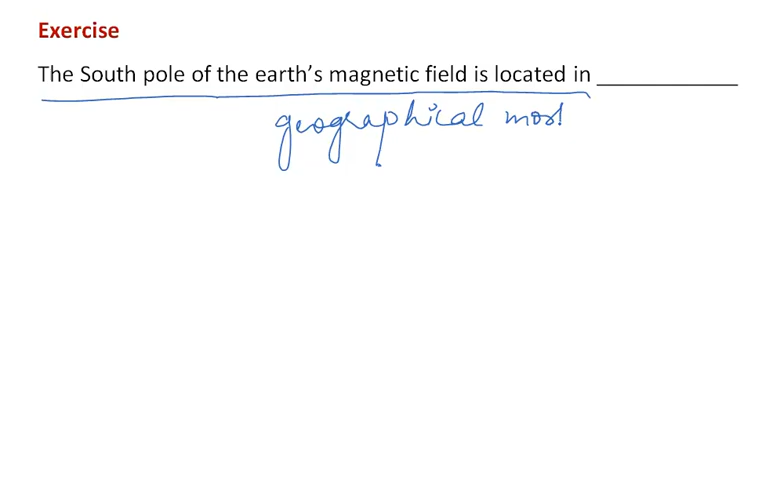 Exercise
The South pole of the earth's magnetic field is located in ____________
geographical